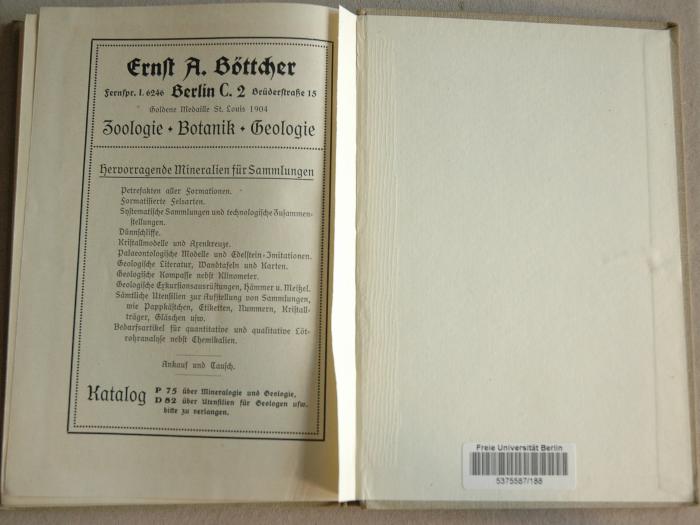 Ernst A. Böttcher
Fernspr. I. 6246 Berlin C. 2 Brüderstraße 15
Goldene Medaille St. Louis 1904
Zoologie • Botanik • Geologie
Hervorragende Mineralien für Sammlungen
Petrefakten aller Formationen.
Formatisierte Felsarten.
Systematische Sammlungen und technologische Zusammen-
stellungen.
Dünnschliffe.
Kristallmodelle und Axenkreuze.
Palaeontologische Modelle und Edelstein-Imitationen.
Geologische Literatur, Wandtafeln und Karten.
Geologische Kompasse nebst Klinometer.
Geologische Exkursionsausrüstungen, Hämmer u. Meißel.
Sämtliche Utensilien zur Aufstellung von Sammlungen,
wie Pappkästchen, Etiketten, Nummern, Kristall-
träger, Gläschen usw.
Bedarfsartikel für quantitative und qualitative Löt-
rohranalyse nebst Chemikalien.
Ankauf und Tausch.
Katalog P 75 über Mineralogie und Geologie,
D 82 über Utensilien für Geologen usw.
bitte zu verlangen.
Freie Universität Berlin
5375587/188